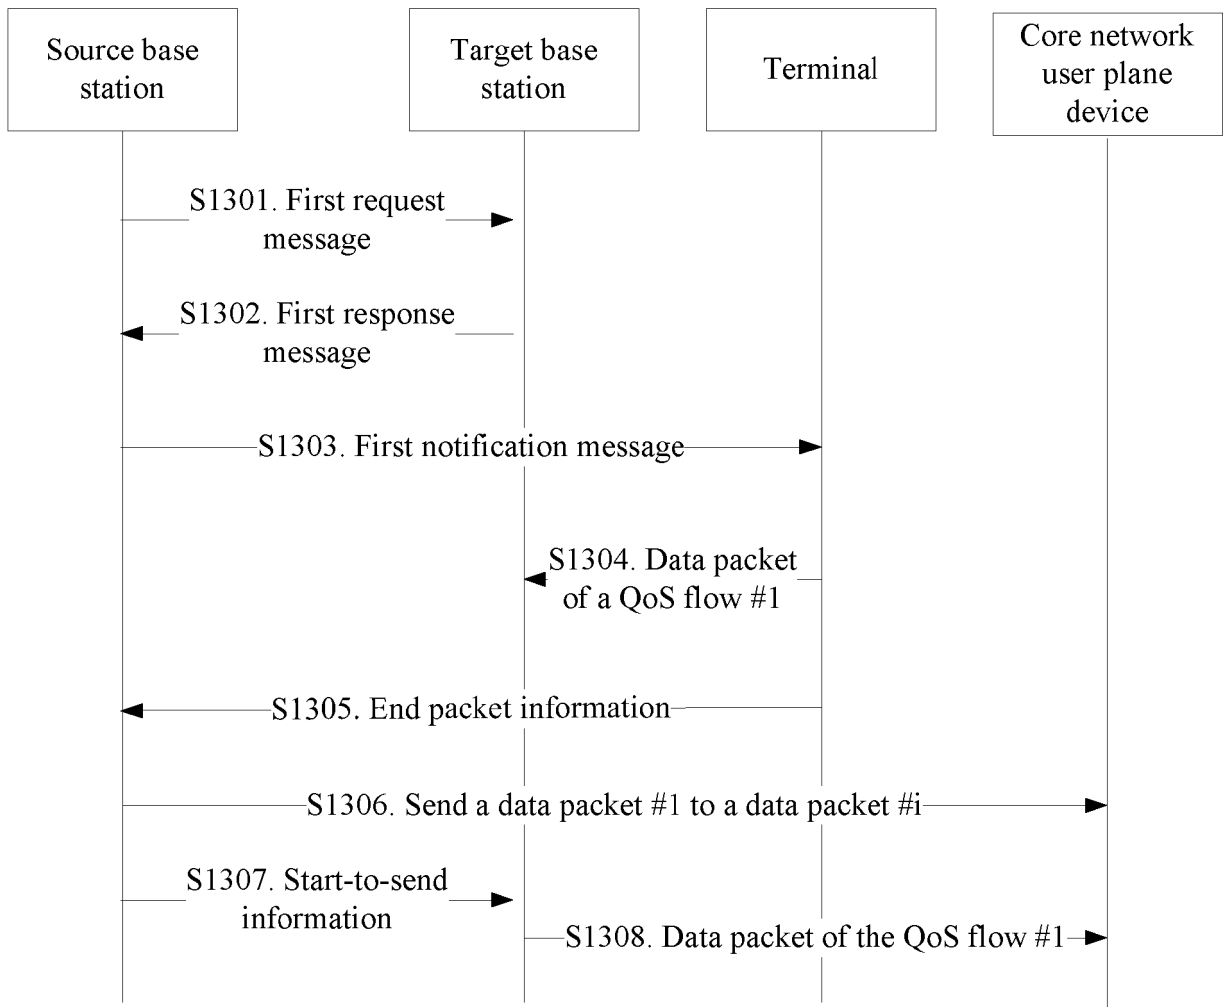 Source base
station
Target base
station
Terminal
Core network
user plane
device
S1301. First request
message
S1302. First response
message
S1303. First notification message
S1304. Data packet
of a QoS flow #1
S1305. End packet information
S1306. Send a data packet #1 to a data packet #i
S1307. Start-to-send
information
S1308. Data packet of the QoS flow #1